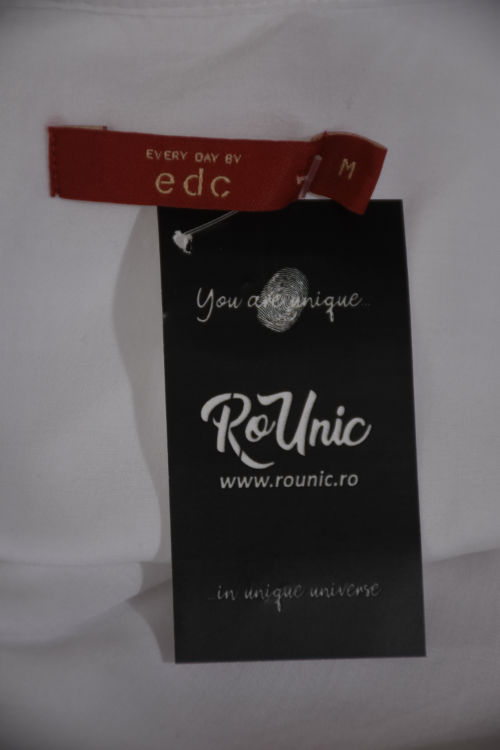 EVERY DAY BY
edc
M
You are unique...
RoUnic
www.rounic.ro
...in unique universe